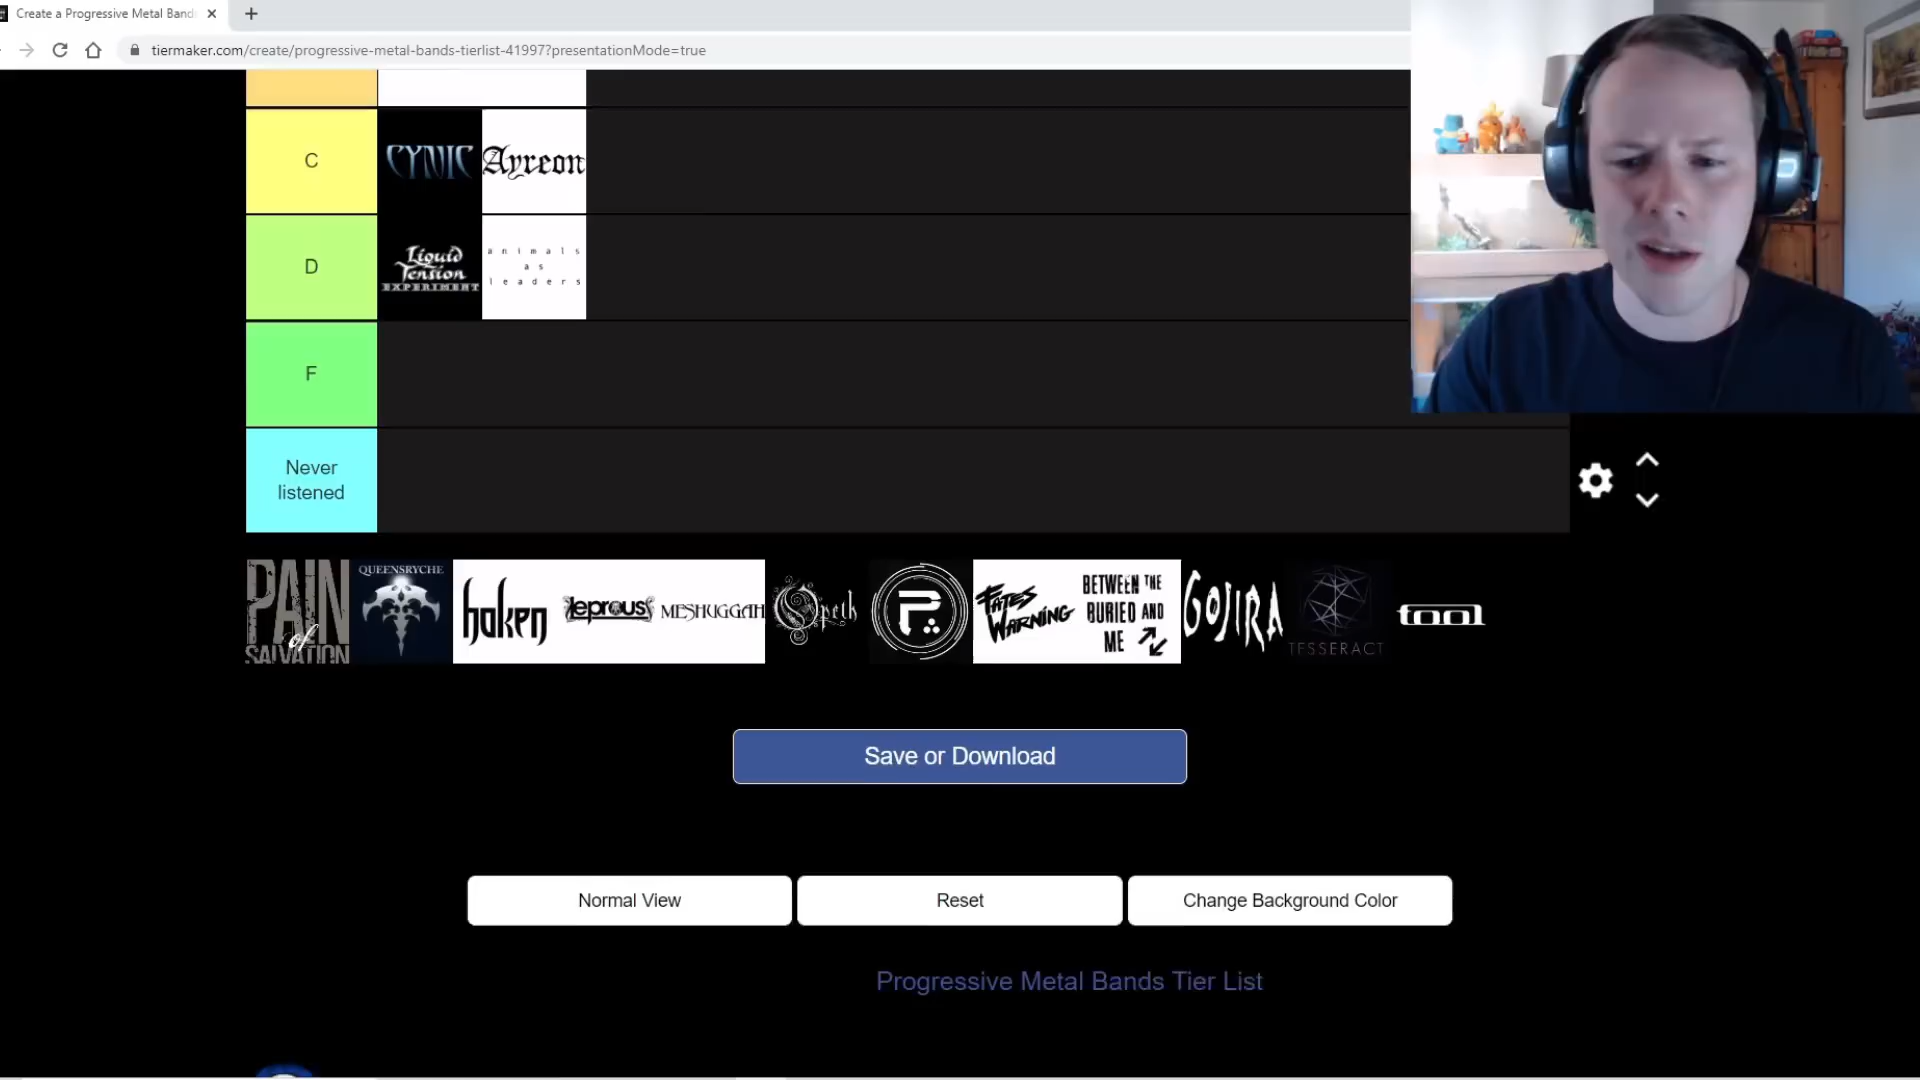 Create a Progressive Metal Band
tiermaker.com/create/progressive-metal-bands-tierlist-41997?presentationMode=true
C
CYNIC
Ayreon
D
Liquid
Tension
EXPERIMENT
animals
as
leaders
F
Never
listened
PAIN
of
SALVATION
QUEENSRYCHE
haken
leprous
MESHUGGAH
Opeth
P
FATES
WARNING
BETWEEN THE
BURIED AND
ME
GOJIRA
TESSERACT
tool
Save or Download
Normal View
Reset
Change Background Color
Progressive Metal Bands Tier List